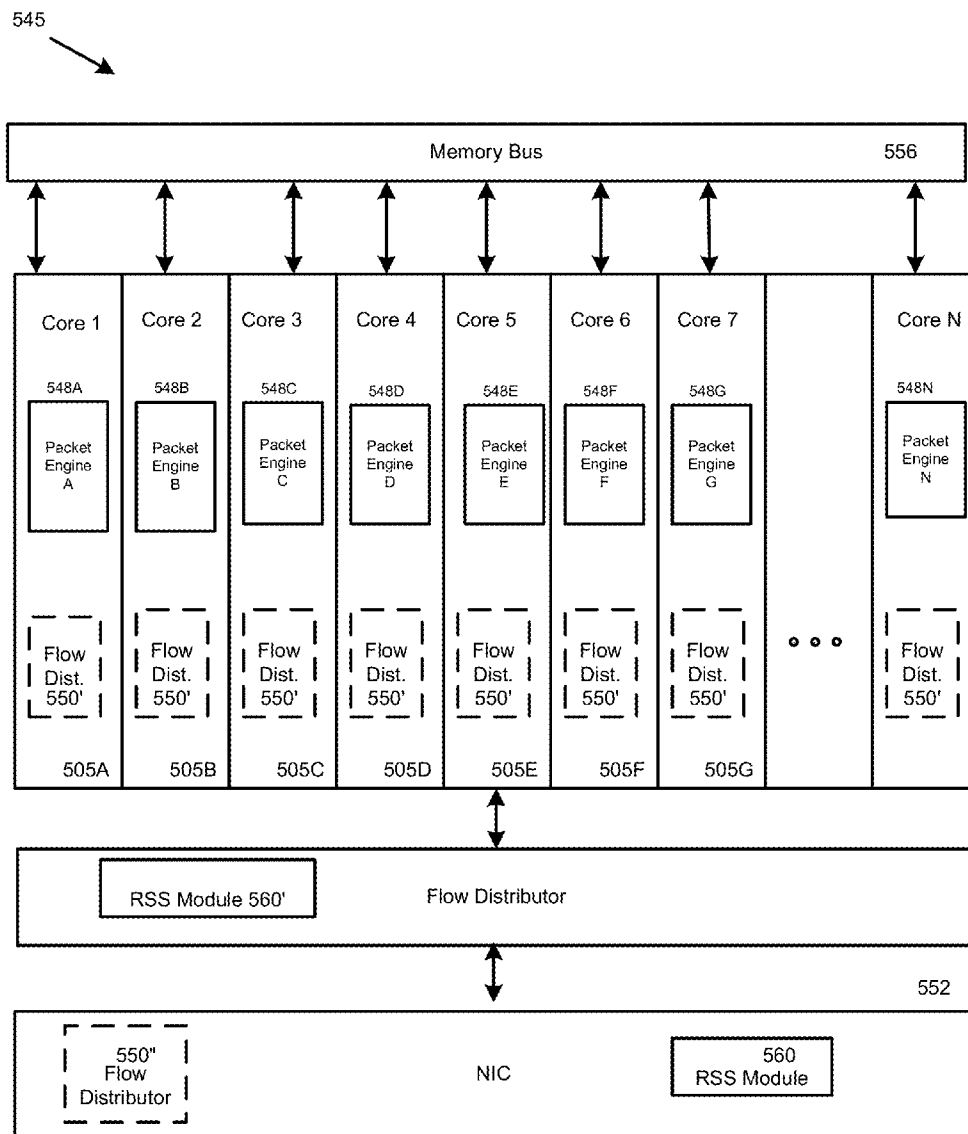 545
Memory Bus 556
Core 1 Core 2 Core 3 Core 4 Core 5 Core 6 Core 7 Core N
548A 548B 548C 548D 548E 548F 548G 548N
Packet Packet Packet Packet Packet Packet Packet Packet
Engine Engine Engine Engine Engine Engine Engine Engine
A B C D E F G N
Flow Flow Flow Flow Flow Flow Flow Flow
Dist. Dist. Dist. Dist. Dist. Dist. Dist. Dist.
550' 550' 550' 550' 550' 550' 550' 550'
505A 505B 505C 505D 505E 505F 505G
RSS Module 560' Flow Distributor
552
550"
Flow
Distributor
NIC
560
RSS Module